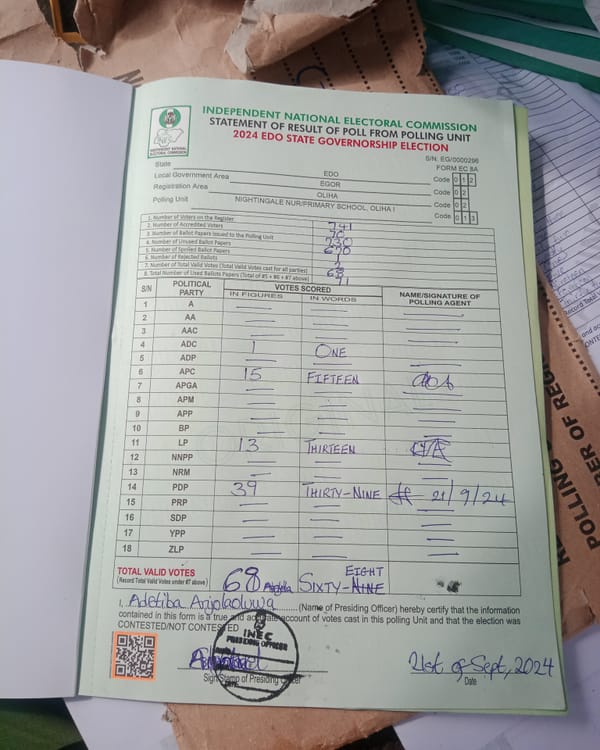 INDEPENDENT NATIONAL ELECTORAL COMMISSION
STATEMENT OF RESULT OF POLL FROM POLLING UNIT
2024 EDO STATE GOVERNORSHIP ELECTION
INDEPENDENT NATIONAL
ELECTORAL COMMISSION
S/N: EG/0000296
FORM EC 8A
State EDO Code 0 1 2
Local Government Area EGOR Code 0 2
Registration Area OLIHA Code 0 2
Polling Unit NIGHTINGALE NUR/PRIMARY SCHOOL, OLIHA I Code 0 1 3
1. Number of Voters on the Register 741
2. Number of Accredited Voters
3. Number of Ballot Papers Issued to the Polling Unit
4. Number of Unused Ballot Papers
5. Number of Spoiled Ballot Papers
6. Number of Rejected Ballots
7. Number of Total Valid Votes (Total Valid Votes cast for all parties) 68
8. Total Number of Used Ballots Papers (Total of #5 + #6 + #7 above)
S/N POLITICAL PARTY VOTES SCORED NAME/SIGNATURE OF POLLING AGENT
IN FIGURES IN WORDS
1 A
2 AA
3 AAC
4 ADC 1 ONE
5 ADP
6 APC 15 FIFTEEN
7 APGA
8 APM
9 APP
10 BP
11 LP 13 THIRTEEN
12 NNPP
13 NRM
14 PDP 39 THIRTY-NINE 21/9/24
15 PRP
16 SDP
17 YPP
18 ZLP
TOTAL VALID VOTES 68 SIXTY-NINE EIGHT
(Record Total Valid Votes under #7 above)
I, Adetiba Anjolaoluwa (Name of Presiding Officer) hereby certify that the information
contained in this form is a true and accurate account of votes cast in this polling Unit and that the election was
CONTESTED/NOT CONTESTED
INEC
PRESIDING OFFICER
DATE
Sign/Stamp of Presiding Officer
21st of Sept, 2024
Date
POLLING
OF REG